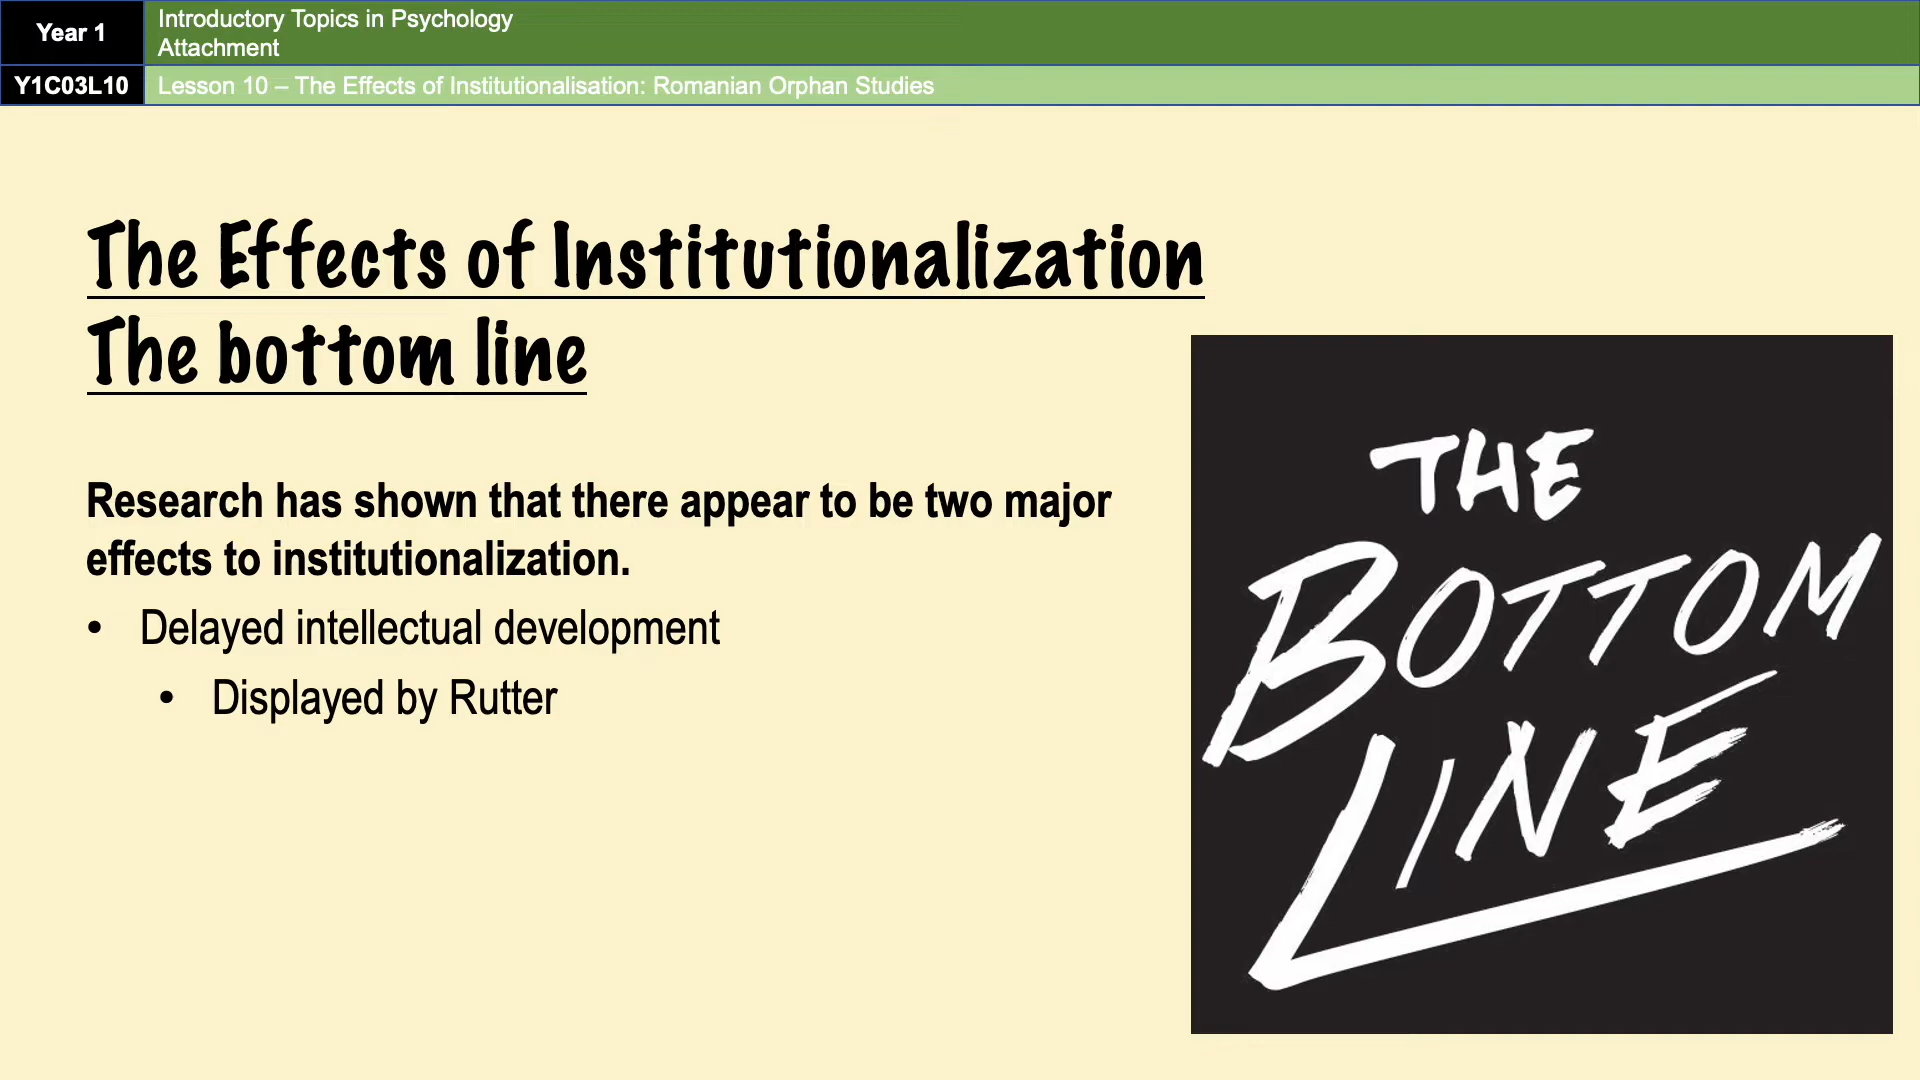 Year 1
Introductory Topics in Psychology
Attachment
Y1C03L10
Lesson 10 – The Effects of Institutionalisation: Romanian Orphan Studies
The Effects of Institutionalization
The bottom line
Research has shown that there appear to be two major
effects to institutionalization.
• Delayed intellectual development
• Displayed by Rutter
THE
BOTTOM
LINE